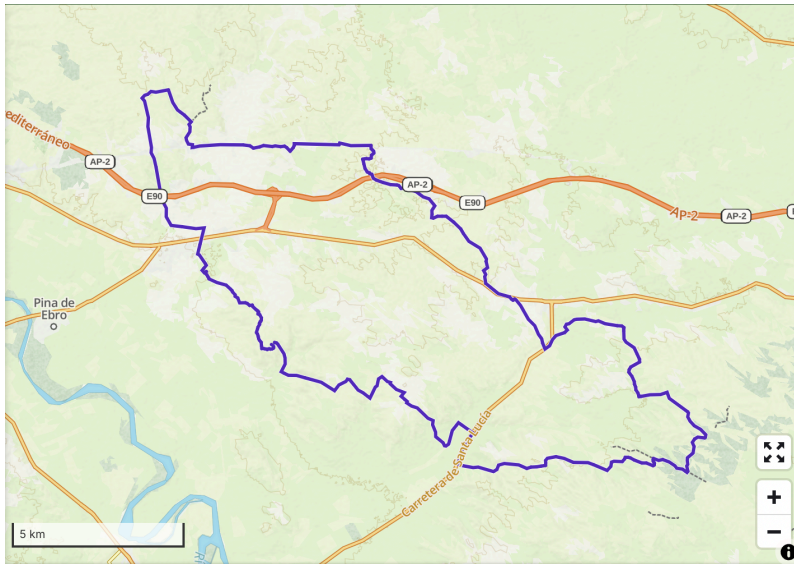 editerráneo
AP-2
E90
AP-2
E90
AP-2
AP-2
Pina de
Ebro
Carretera de Santa Lucía
5 km
+
−
i